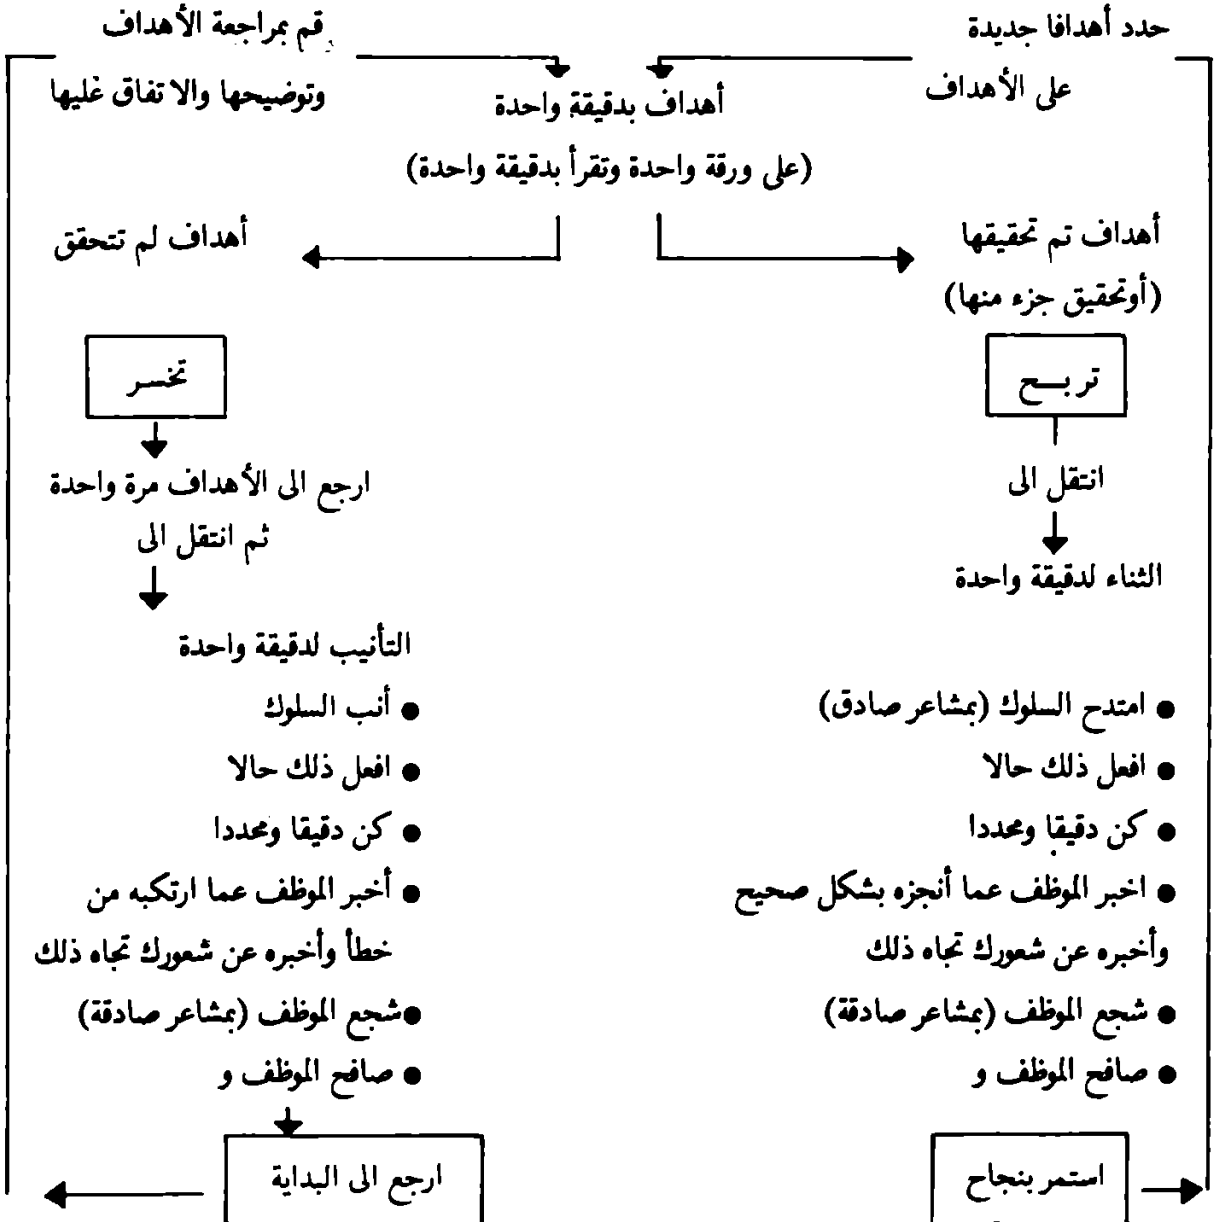 حدد أهدافا جديدة
على الأهداف
قم بمراجعة الأهداف
وتوضيحها والاتفاق غليها
أهداف بدقيقة واحدة
(على ورقة واحدة وتقرأ بدقيقة واحدة)
أهداف تم تحقيقها
(أوتحقيق جزء منها)
تربح
انتقل الى
الثناء لدقيقة واحدة
● امتدح السلوك (بمشاعر صادق)
● افعل ذلك حالا
● كن دقيقا ومحددا
● اخبر الموظف عما أنجزه بشكل صحيح
وأخبره عن شعورك تجاه ذلك
● شجع الموظف (بمشاعر صادقة)
● صافح الموظف و
استمر بنجاح
أهداف لم تتحقق
تخسر
ارجع الى الأهداف مرة واحدة
ثم انتقل الى
التأنيب لدقيقة واحدة
● أنب السلوك
● افعل ذلك حالا
● كن دقيقا ومحددا
● أخبر الموظف عما ارتكبه من
خطأ وأخبره عن شعورك تجاه ذلك
● شجع الموظف (بمشاعر صادقة)
● صافح الموظف و
ارجع الى البداية